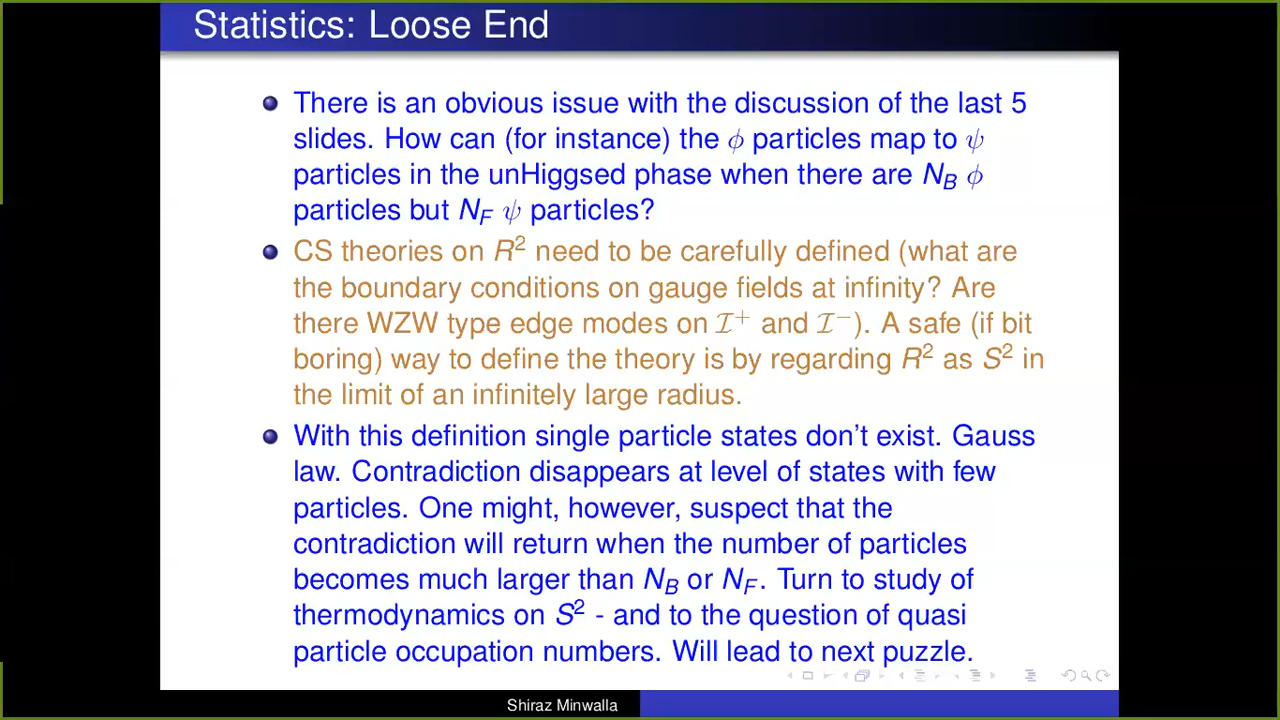 Statistics: Loose End
There is an obvious issue with the discussion of the last 5
slides. How can (for instance) the ϕ particles map to ψ
particles in the unHiggsed phase when there are N_B ϕ
particles but N_F ψ particles?
CS theories on R² need to be carefully defined (what are
the boundary conditions on gauge fields at infinity? Are
there WZW type edge modes on ℐ⁺ and ℐ⁻). A safe (if bit
boring) way to define the theory is by regarding R² as S² in
the limit of an infinitely large radius.
With this definition single particle states don't exist. Gauss
law. Contradiction disappears at level of states with few
particles. One might, however, suspect that the
contradiction will return when the number of particles
becomes much larger than N_B or N_F. Turn to study of
thermodynamics on S² - and to the question of quasi
particle occupation numbers. Will lead to next puzzle.
Shiraz Minwalla